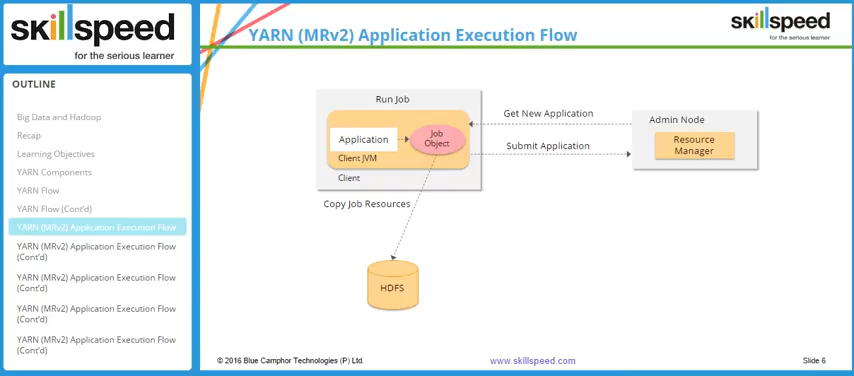 skillspeed
for the serious learner
OUTLINE
Big Data and Hadoop
Recap
Learning Objectives
YARN Components
YARN Flow
YARN Flow (Cont'd)
YARN (MRv2) Application Execution Flow
YARN (MRv2) Application Execution Flow
(Cont'd)
YARN (MRv2) Application Execution Flow
(Cont'd)
YARN (MRv2) Application Execution Flow
(Cont'd)
YARN (MRv2) Application Execution Flow
(Cont'd)
YARN (MRv2) Application Execution Flow
skillspeed
for the serious learner
Run Job
Application
Job
Object
Client JVM
Client
Get New Application
Submit Application
Admin Node
Resource
Manager
Copy Job Resources
HDFS
© 2016 Blue Camphor Technologies (P) Ltd.
www.skillspeed.com
Slide 6